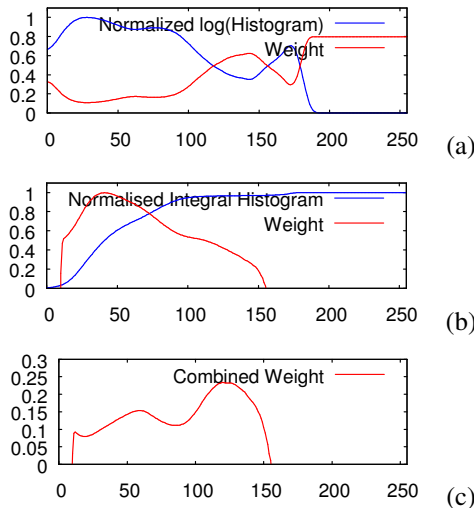 1
Normalized log(Histogram)
0.8
Weight
0.6
0.4
0.2
0
0 50 100 150 200 250
(a)
1
Normalised Integral Histogram
0.8
Weight
0.6
0.4
0.2
0
0 50 100 150 200 250
(b)
0.3
Combined Weight
0.25
0.2
0.15
0.1
0.05
0
0 50 100 150 200 250
(c)